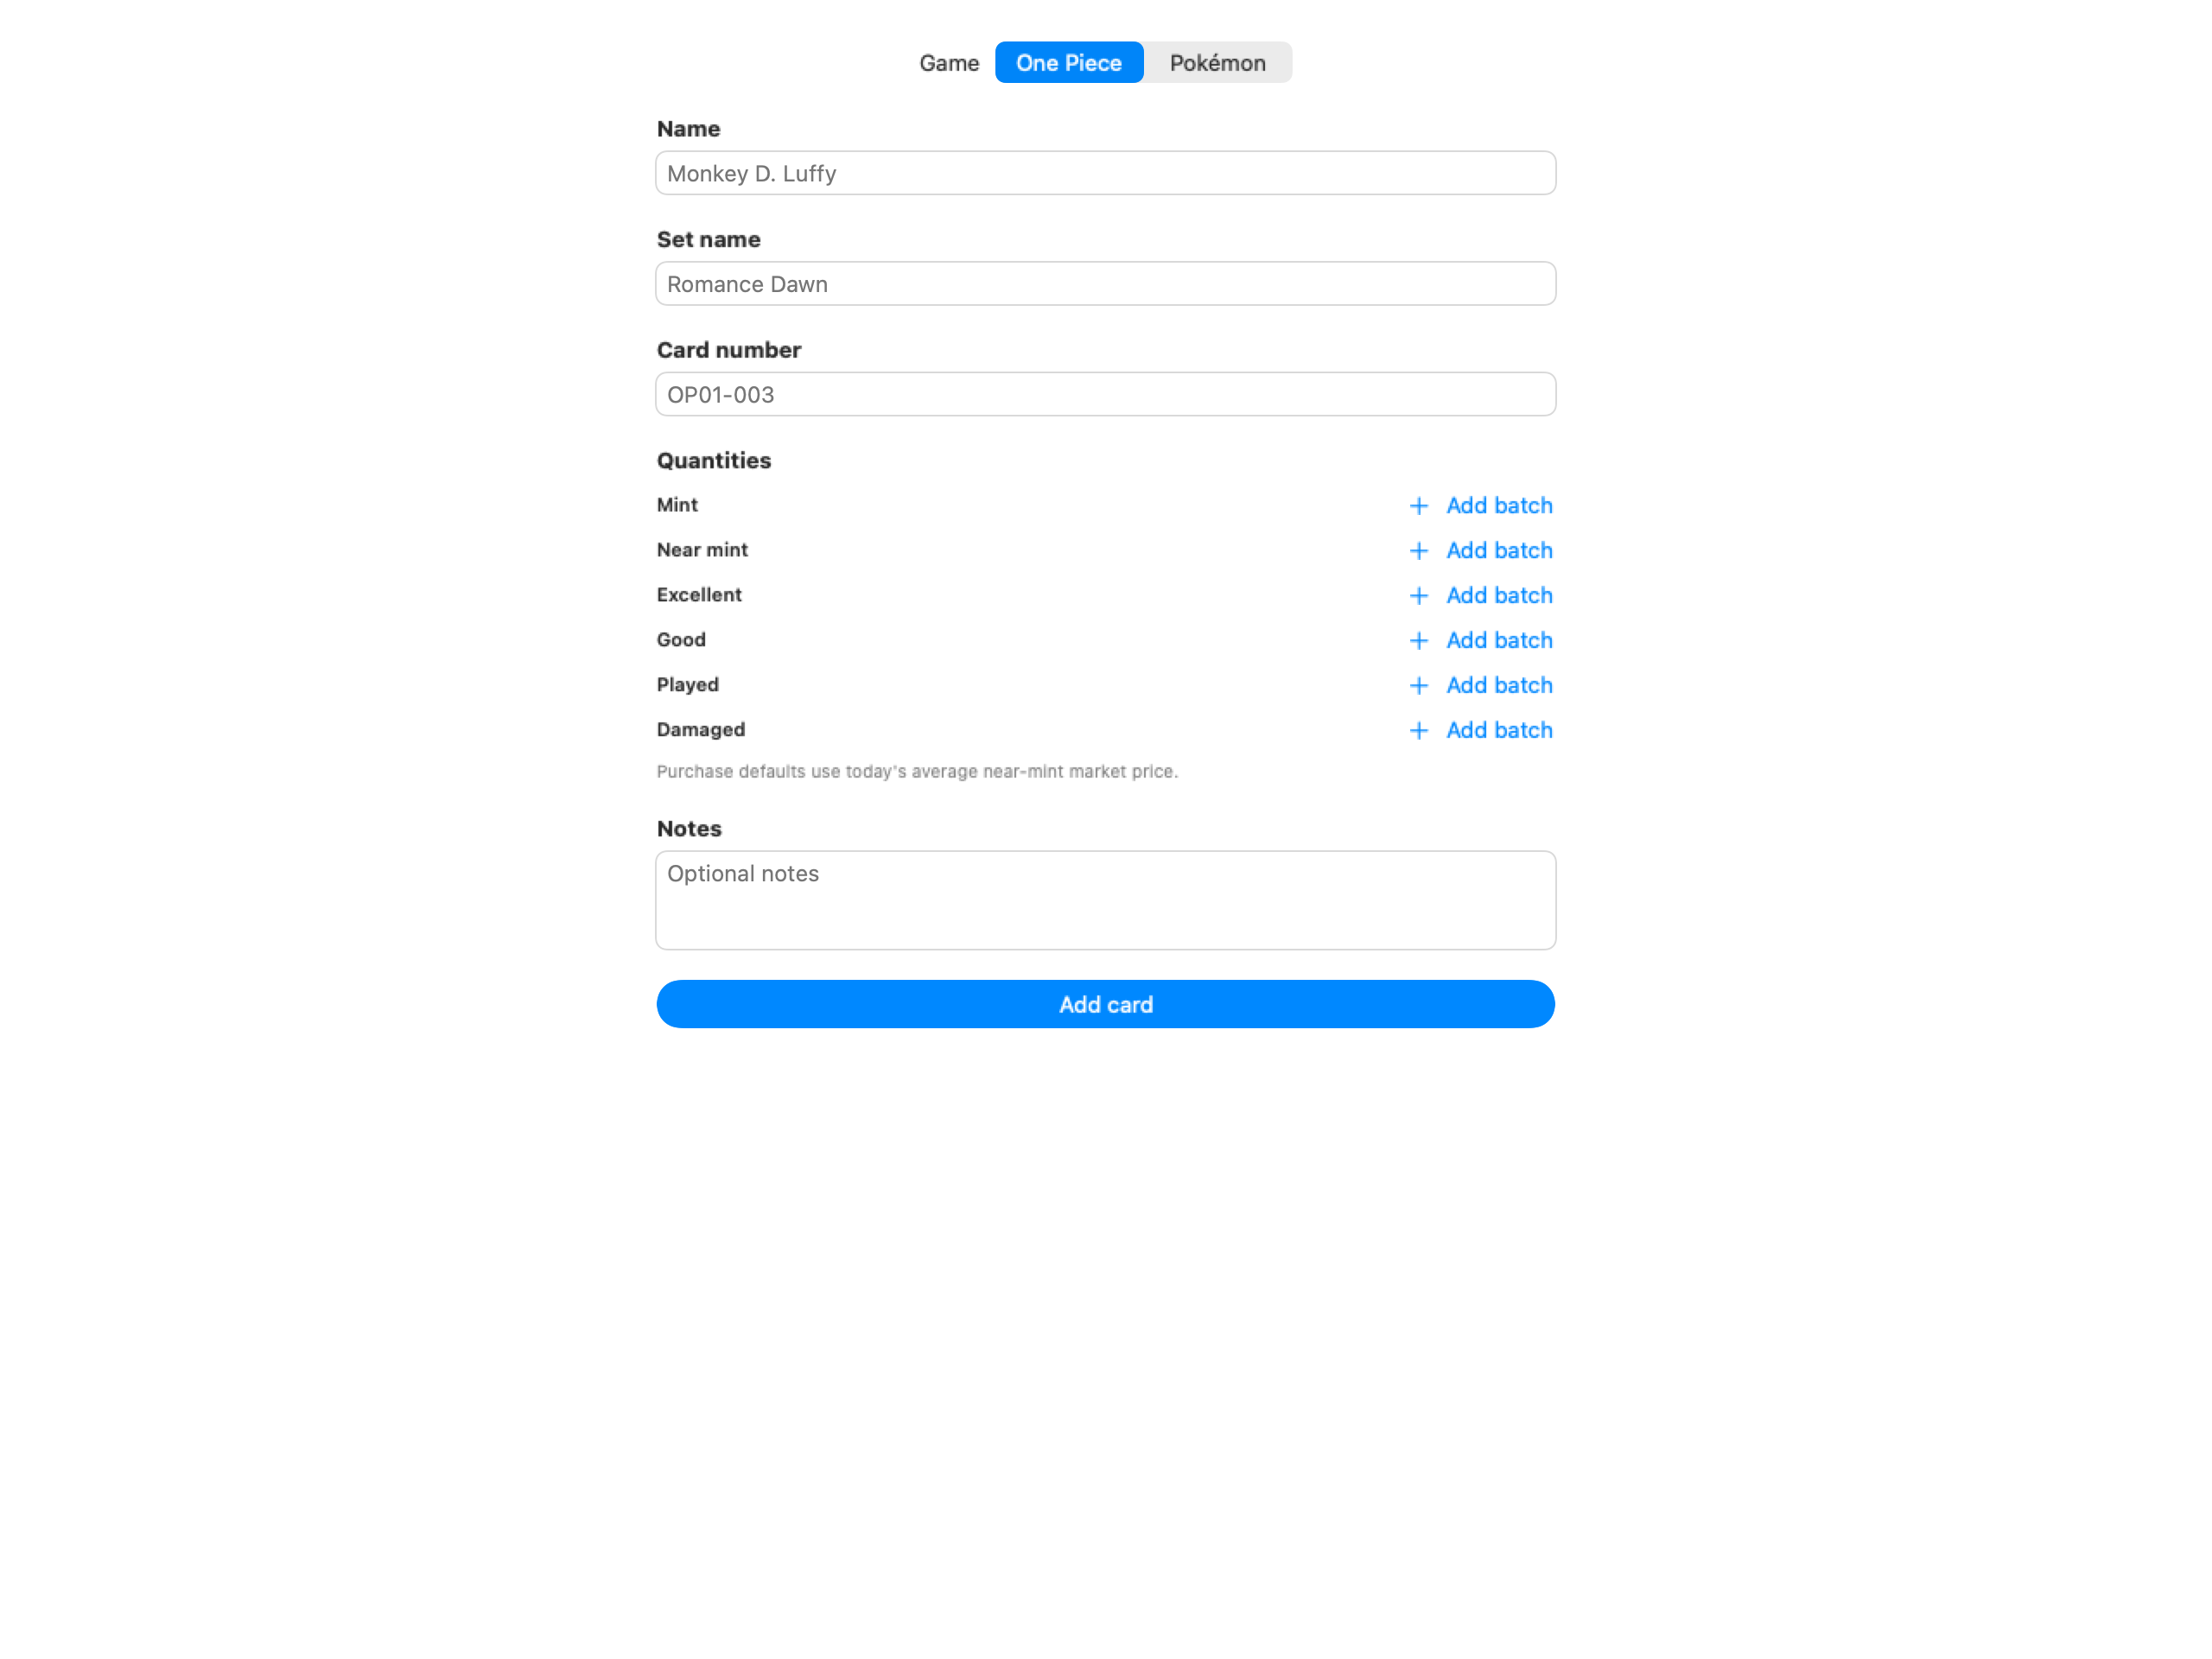 Game One Piece Pokémon
Name
Monkey D. Luffy
Set name
Romance Dawn
Card number
OP01-003
Quantities
Mint + Add batch
Near mint + Add batch
Excellent + Add batch
Good + Add batch
Played + Add batch
Damaged + Add batch
Purchase defaults use today's average near-mint market price.
Notes
Optional notes
Add card